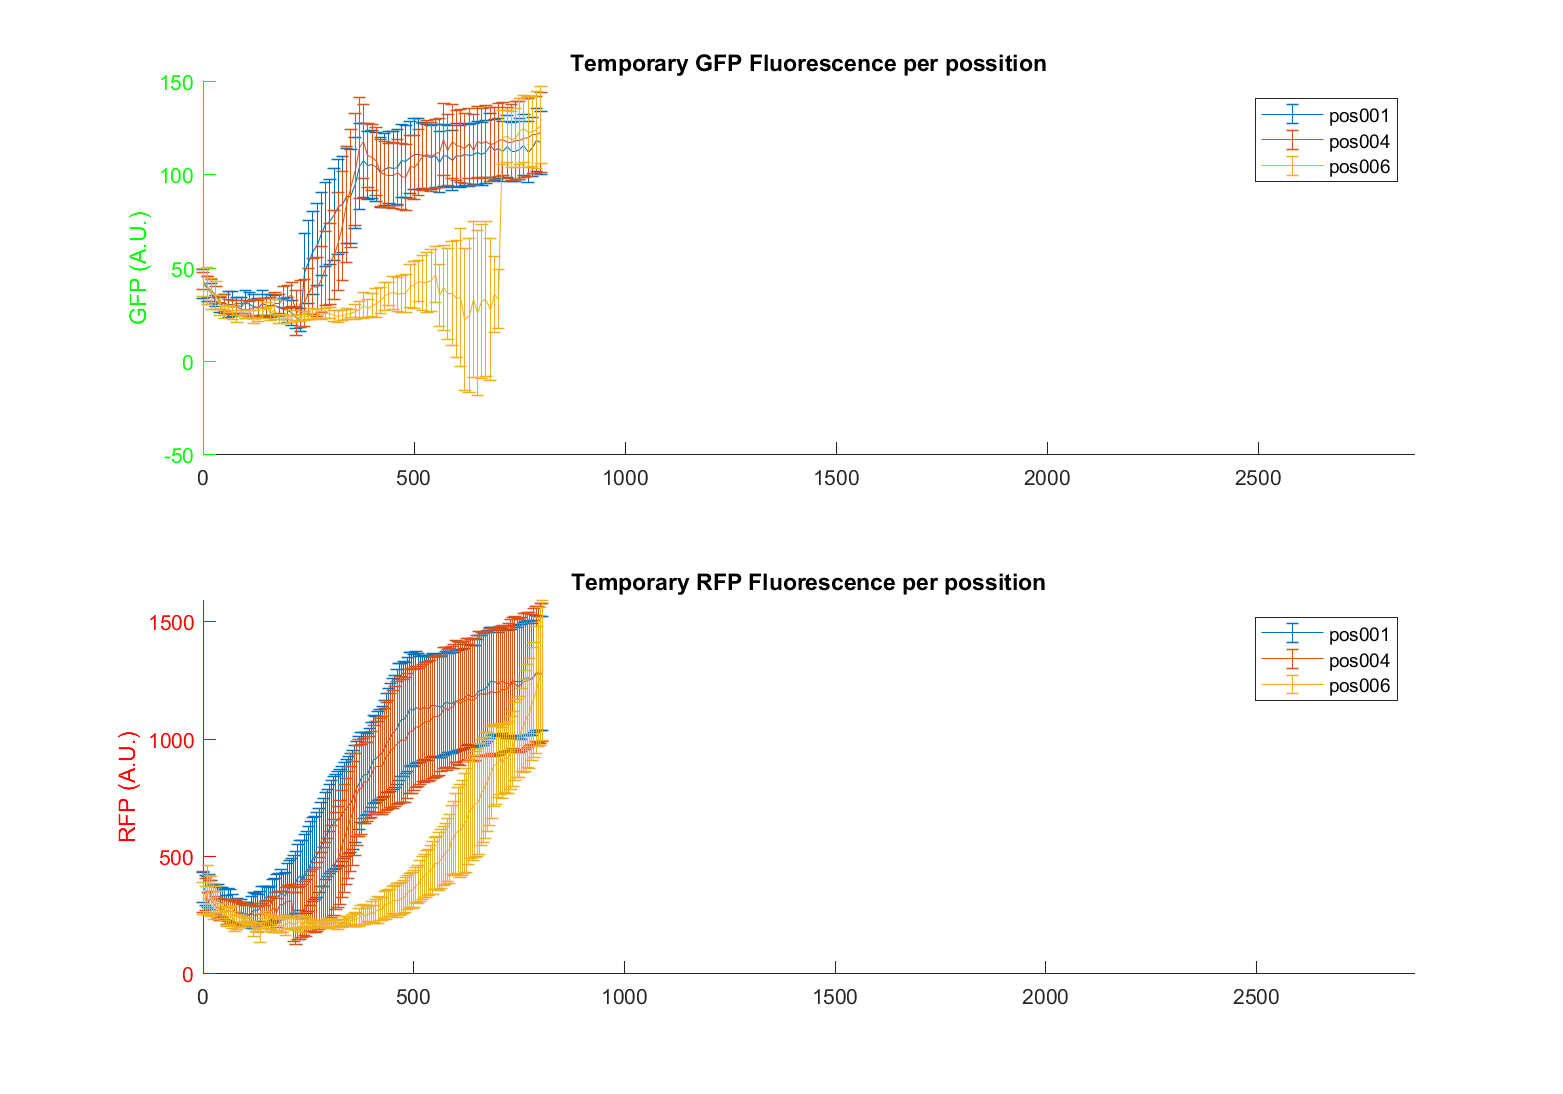 Temporary GFP Fluorescence per possition
150
100
50
0
-50
GFP (A.U.)
0 500 1000 1500 2000 2500
pos001
pos004
pos006
Temporary RFP Fluorescence per possition
1500
1000
500
0
RFP (A.U.)
0 500 1000 1500 2000 2500
pos001
pos004
pos006